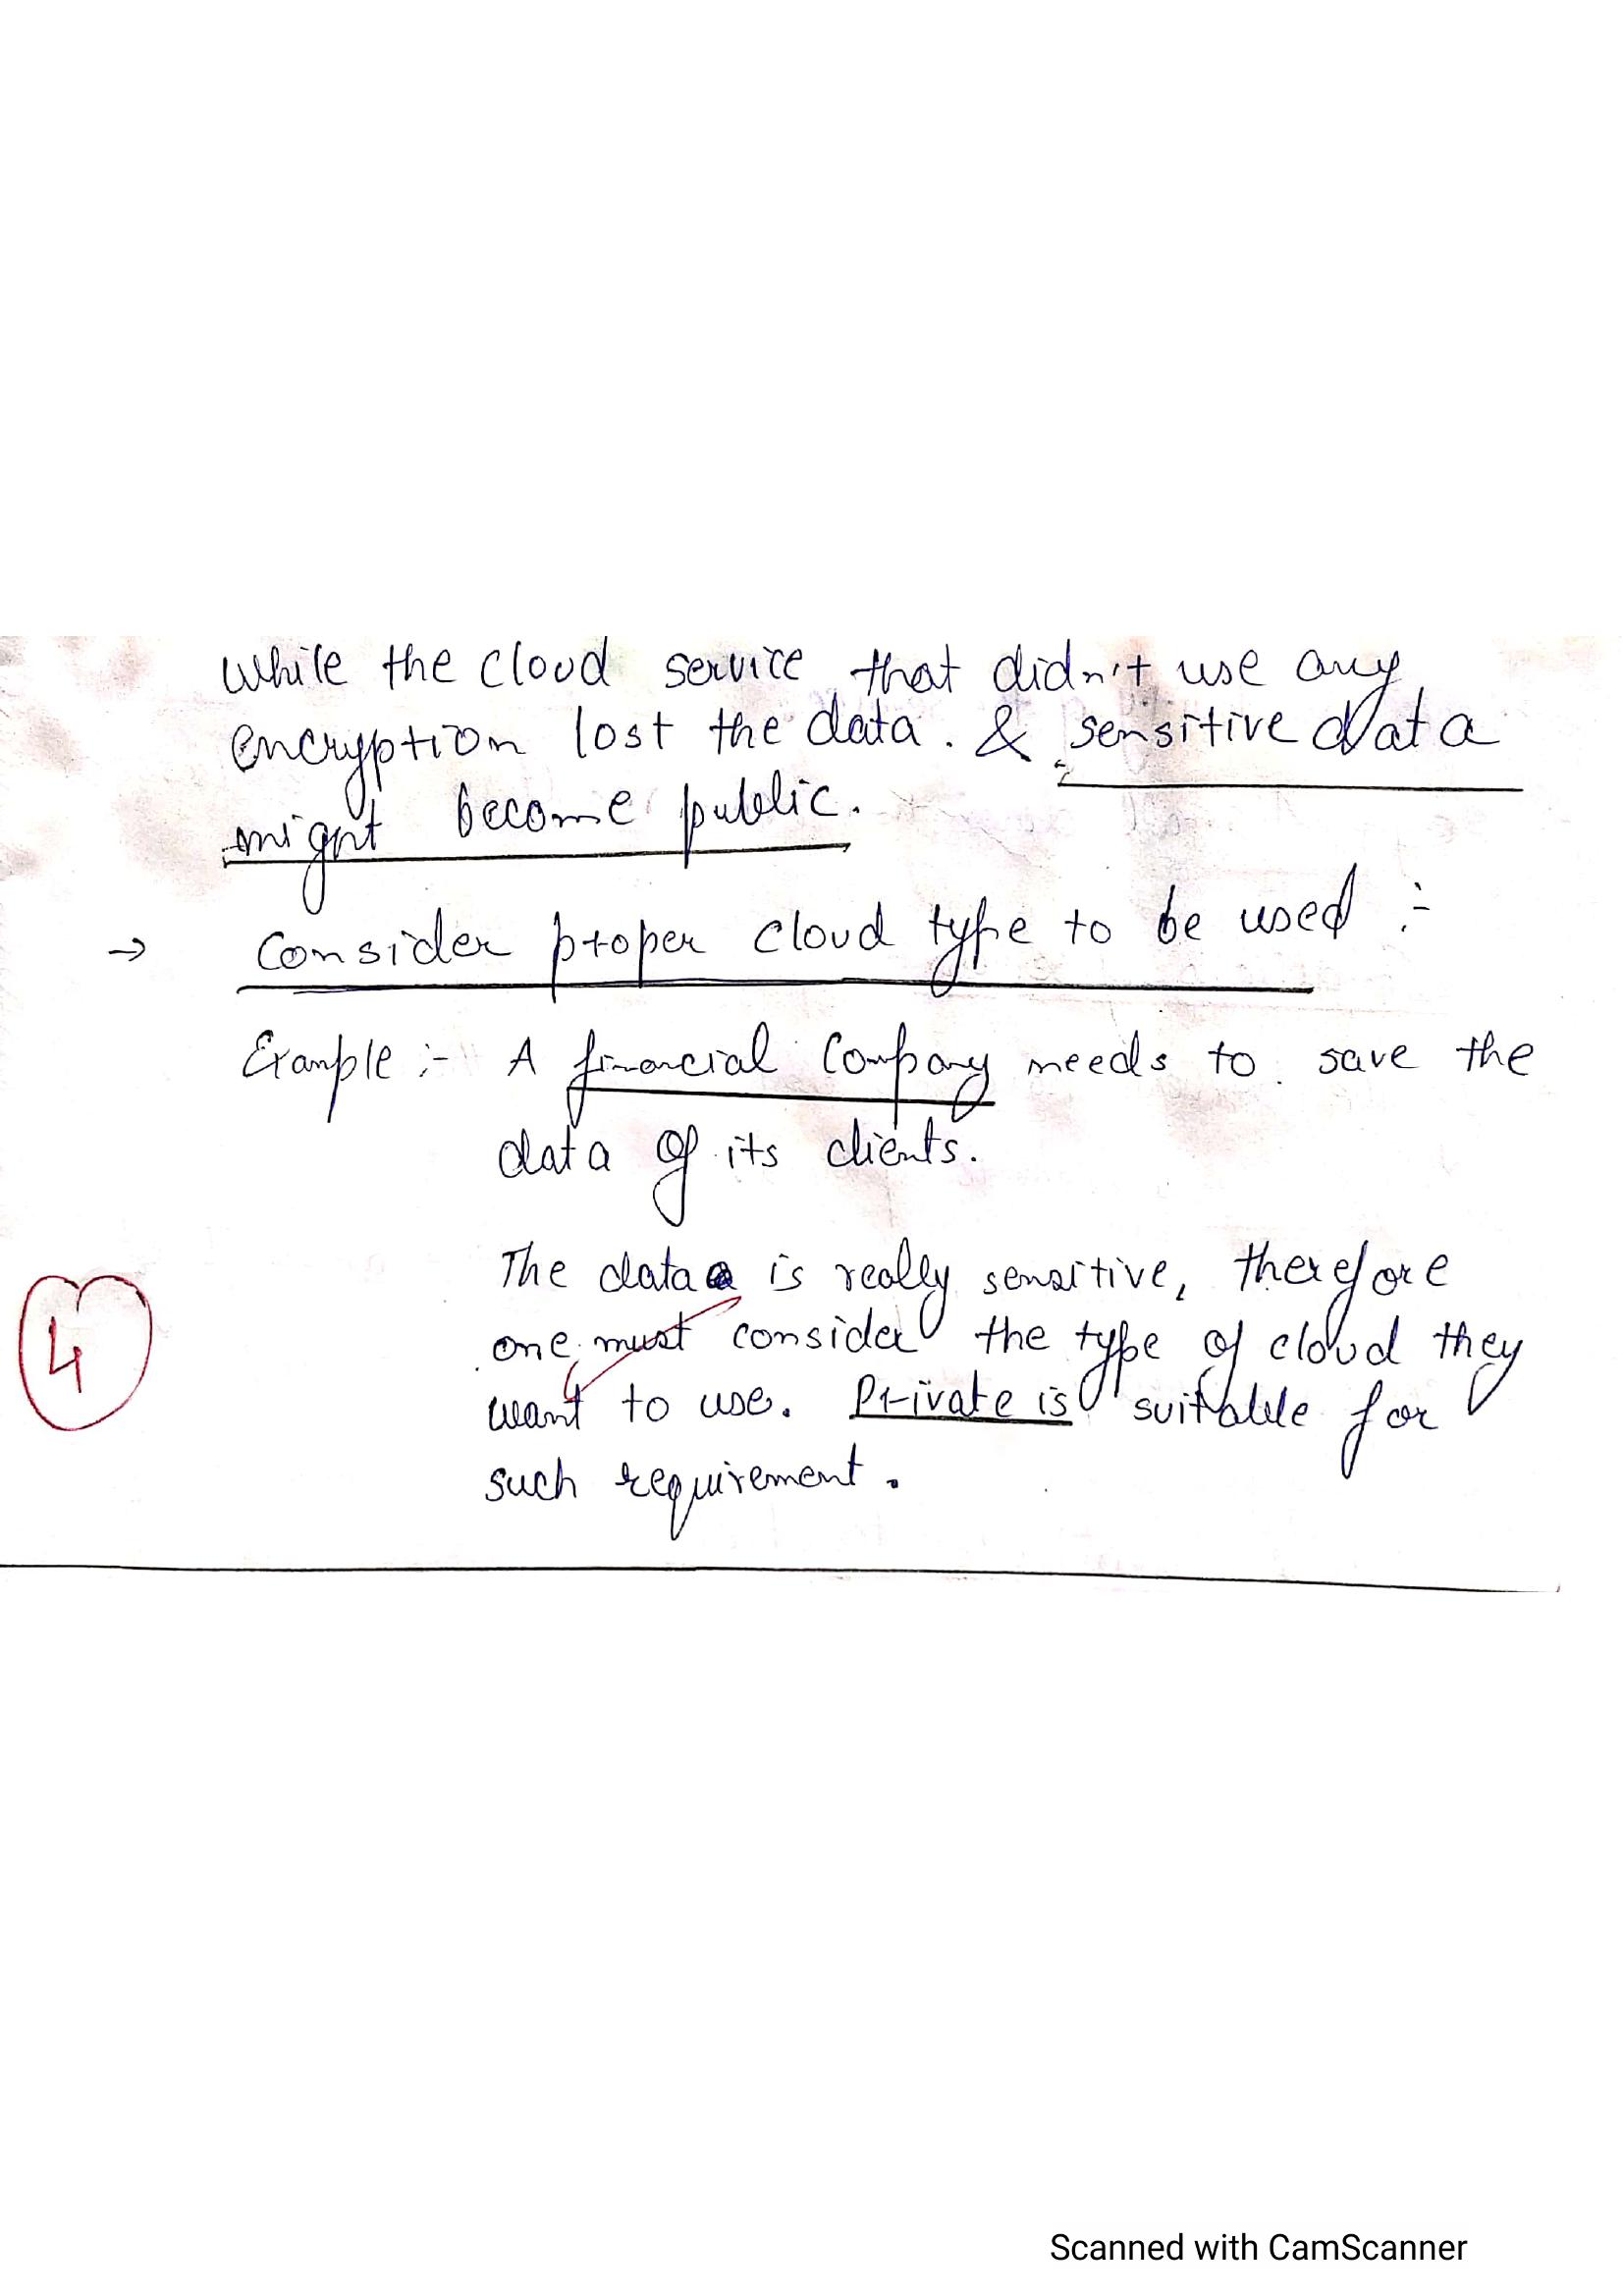 while the cloud service that didn't use any
encryption lost the data. & sensitive data
might become public.
→ Consider proper cloud type to be used :-
Example :- A financial Company needs to save the
data of its clients.
The data is really sensitive, therefore
one must consider the type of cloud they
4
want to use. Private is suitable for
such requirement.
Scanned with CamScanner